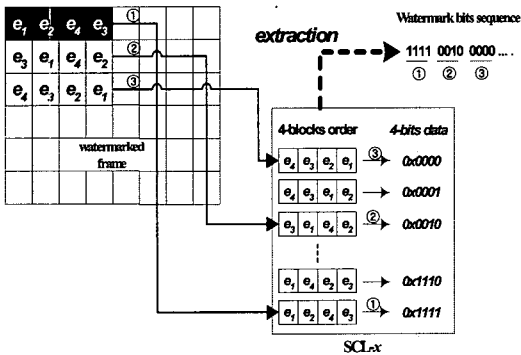 e1 e2 e4 e3 ①
e3 e1 e4 e2 ②
e4 e3 e2 e1 ③
watermarked
frame
extraction
Watermark bits sequence
1111 0010 0000 ....
① ② ③
4-blocks order 4-bits data
e4 e3 e2 e1 ③ 0x0000
e4 e3 e1 e2 0x0001
e3 e1 e4 e2 ② 0x0010
e1 e4 e2 e3 0x1110
e1 e2 e4 e3 ① 0x1111
SCL-x